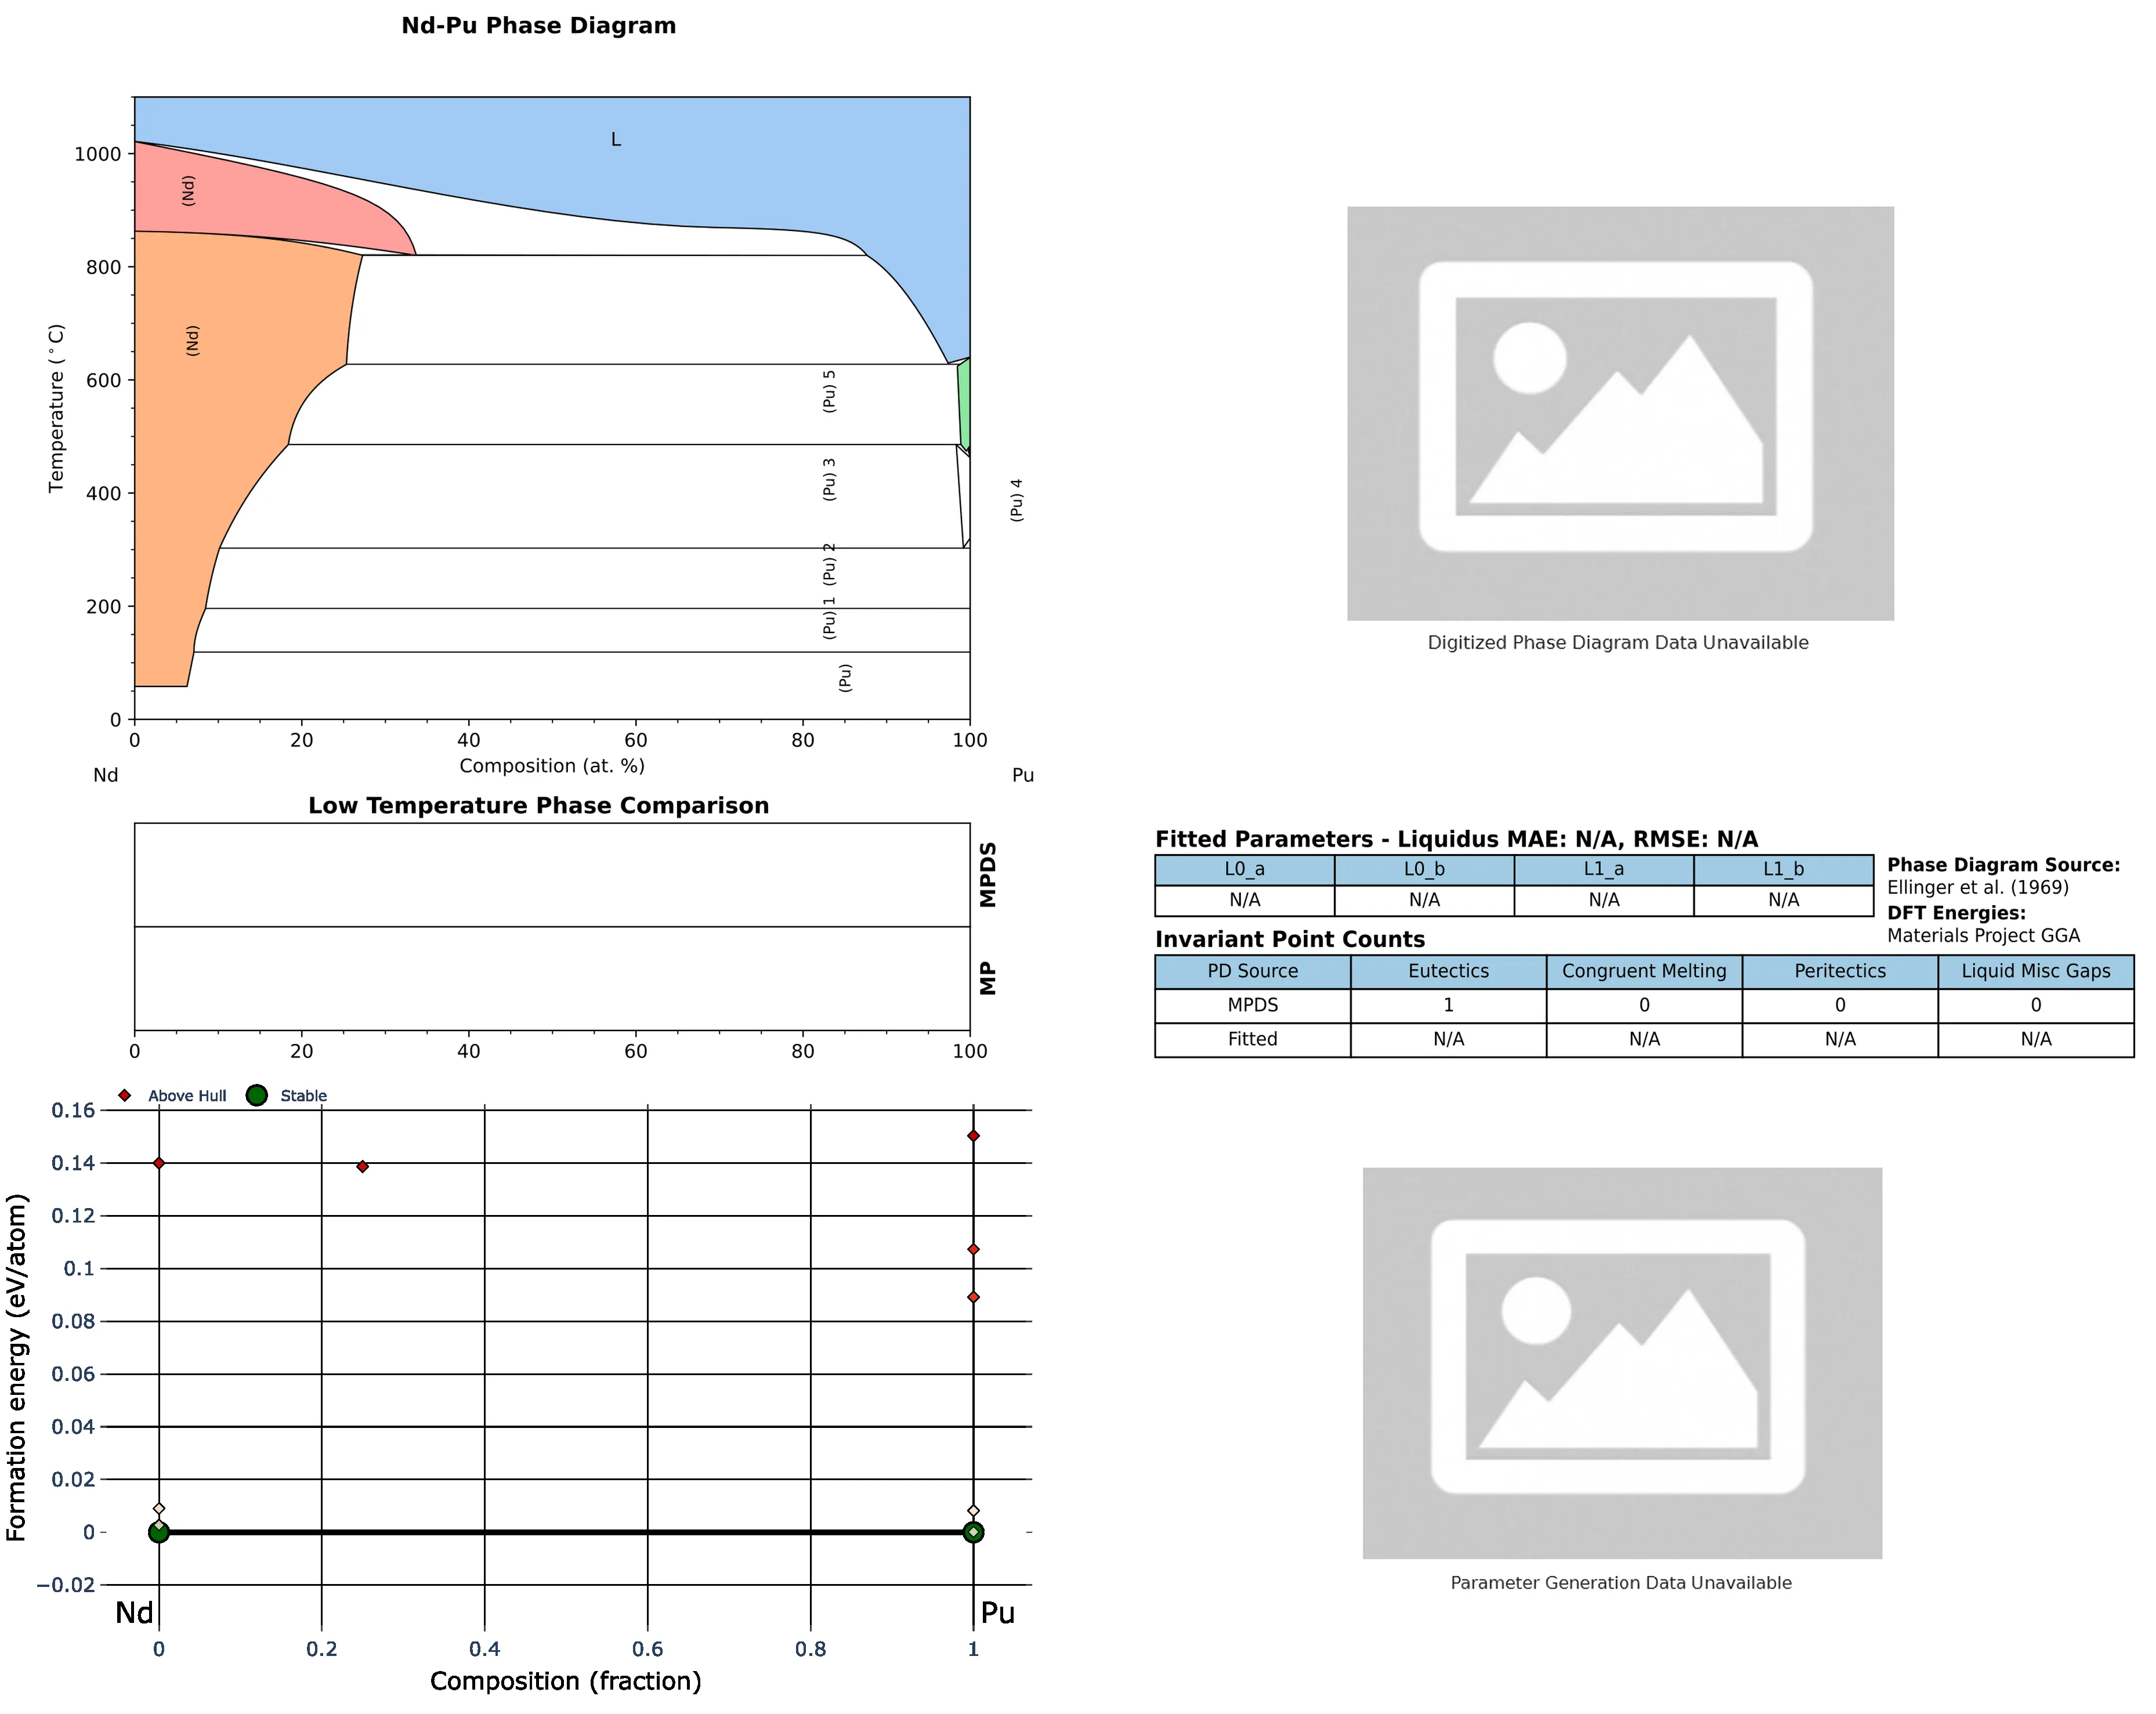 Nd-Pu Phase Diagram
1000
800
600
400
200
0
Temperature (°C)
L
(Nd)
(Nd)
(Pu) 5
(Pu) 3
(Pu) 4
(Pu) 2
(Pu) 1
(Pu)
0 20 40 60 80 100
Composition (at. %)
Nd
Pu
Digitized Phase Diagram Data Unavailable
Low Temperature Phase Comparison
MPDS
MP
0 20 40 60 80 100
Fitted Parameters - Liquidus MAE: N/A, RMSE: N/A
L0_a L0_b L1_a L1_b
N/A N/A N/A N/A
Phase Diagram Source:
Ellinger et al. (1969)
DFT Energies:
Materials Project GGA
Invariant Point Counts
PD Source Eutectics Congruent Melting Peritectics Liquid Misc Gaps
MPDS 1 0 0 0
Fitted N/A N/A N/A N/A
Above Hull Stable
0.16
0.14
0.12
0.1
0.08
0.06
0.04
0.02
0
−0.02
Formation energy (eV/atom)
Nd
Pu
0 0.2 0.4 0.6 0.8 1
Composition (fraction)
Parameter Generation Data Unavailable